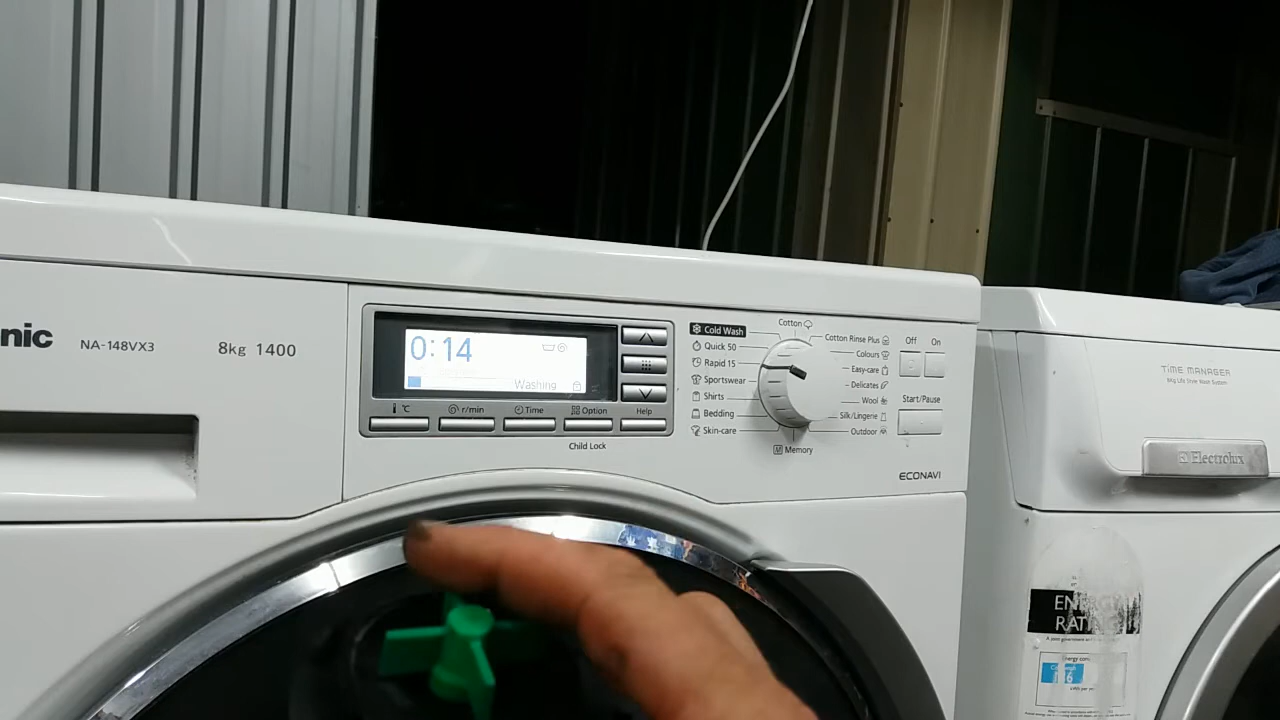 nic
NA-148VX3
8kg 1400
0:14
Washing
°C
r/min
Time
Option
Help
Child Lock
Cold Wash
Quick 50
Rapid 15
Sportswear
Shirts
Bedding
Skin-care
Cotton
Cotton Rinse Plus
Colours
Easy-care
Delicates
Wool
Silk/Lingerie
Outdoor
M Memory
Off On
Start/Pause
ECONAVI
TIME MANAGER
Electrolux